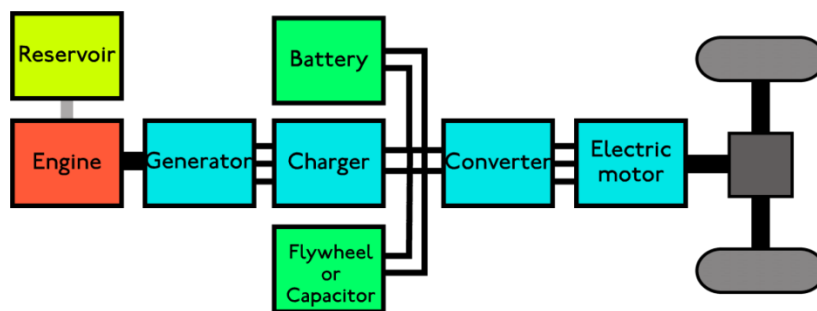 Reservoir
Battery
Engine
Generator
Charger
Converter
Electric
motor
Flywheel
or
Capacitor